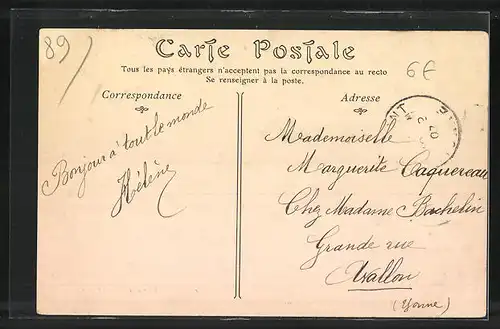 89
Carte Postale
6E
Tous les pays étrangers n'acceptent pas la correspondance au recto
Se renseigner à la poste.
Correspondance
Adresse
Bonjour à tout le monde
Hélène
Mademoiselle
Marguerite Caquereau
Chez Madame Bachelin
Grande rue
Avallon
(Yonne)